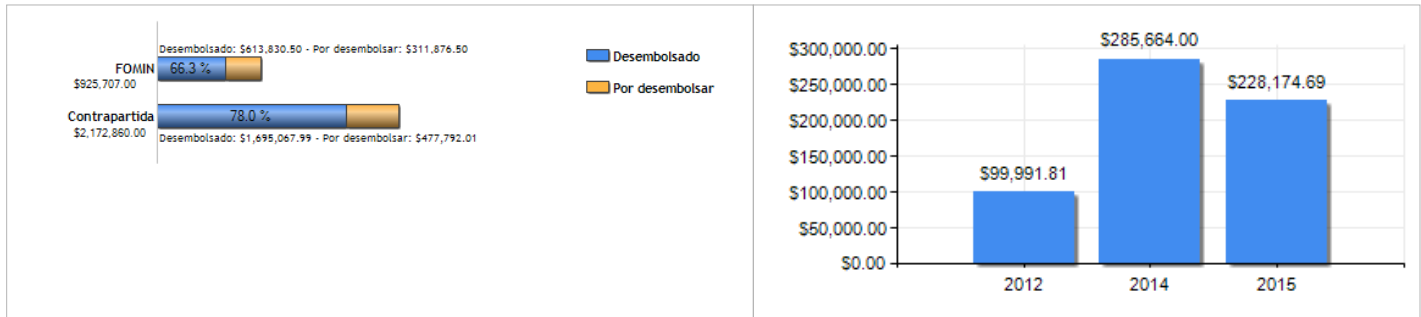 Desembolsado: $613,830.50 - Por desembolsar: $311,876.50
FOMIN
66.3 %
$925,707.00
Contrapartida
78.0 %
$2,172,860.00
Desembolsado: $1,695,067.99 - Por desembolsar: $477,792.01
Desembolsado
Por desembolsar
$300,000.00
$250,000.00
$200,000.00
$150,000.00
$100,000.00
$50,000.00
$0.00
$99,991.81
$285,664.00
$228,174.69
2012
2014
2015